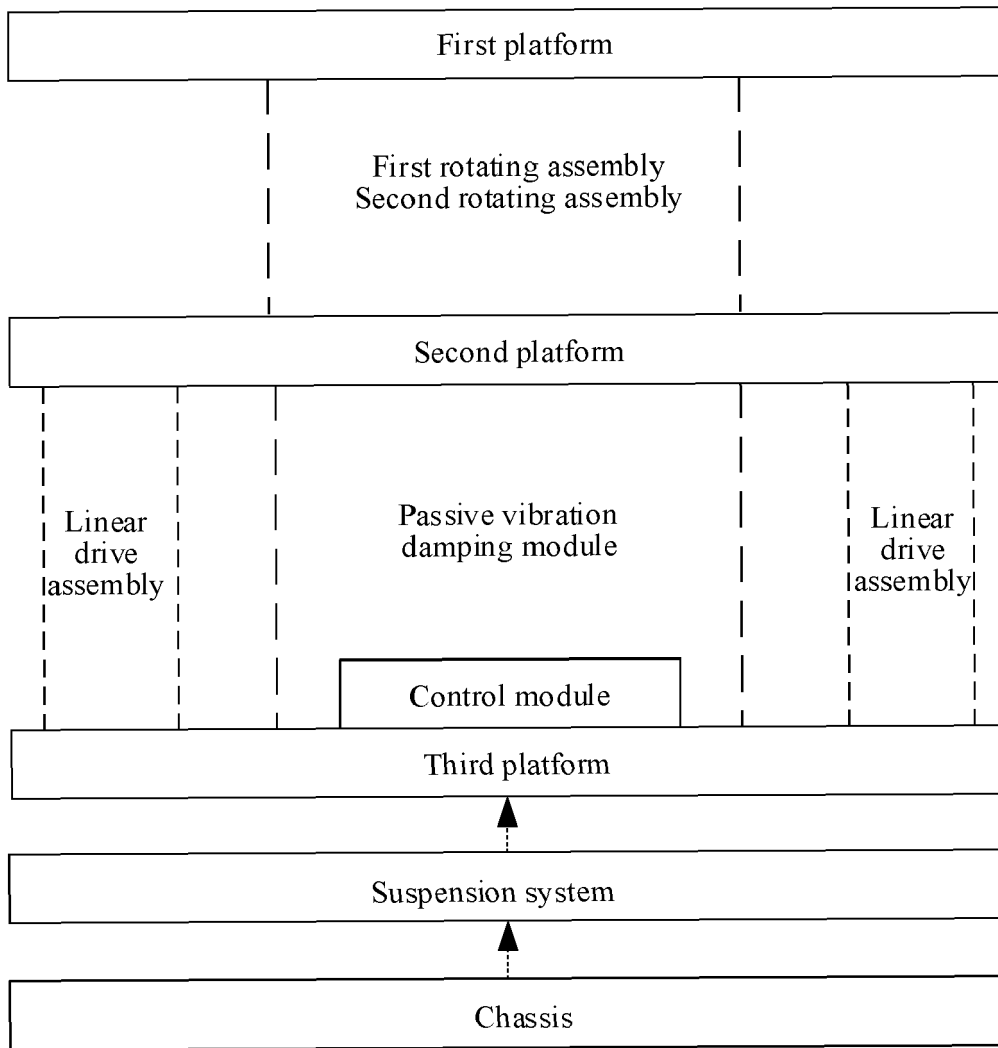 First platform
First rotating assembly
Second rotating assembly
Second platform
Linear
drive
assembly
Passive vibration
damping module
Linear
drive
assembly
Control module
Third platform
Suspension system
Chassis